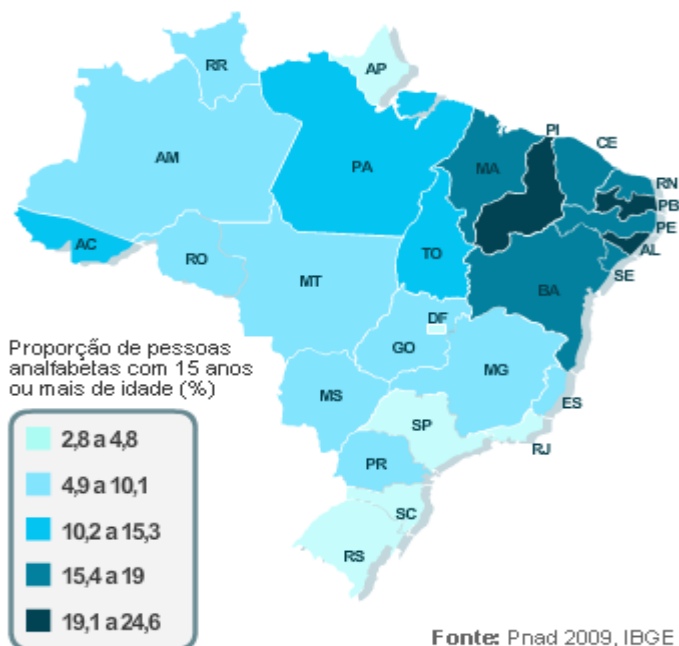 RR
AP
AM
PA
MA
PI
CE
RN
PB
PE
AL
SE
AC
RO
TO
BA
MT
DF
GO
MG
MS
ES
SP
RJ
PR
SC
RS
Proporção de pessoas
analfabetas com 15 anos
ou mais de idade (%)
2,8 a 4,8
4,9 a 10,1
10,2 a 15,3
15,4 a 19
19,1 a 24,6
Fonte: Pnad 2009, IBGE